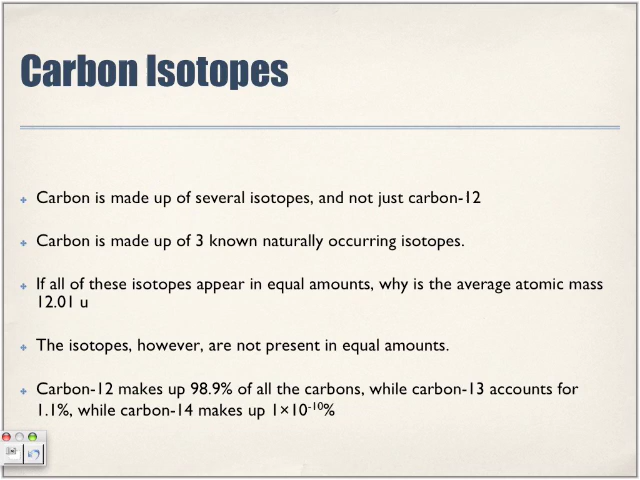 Carbon Isotopes
Carbon is made up of several isotopes, and not just carbon-12
Carbon is made up of 3 known naturally occurring isotopes.
If all of these isotopes appear in equal amounts, why is the average atomic mass
12.01 u
The isotopes, however, are not present in equal amounts.
Carbon-12 makes up 98.9% of all the carbons, while carbon-13 accounts for
1.1%, while carbon-14 makes up 1×10⁻¹⁰%